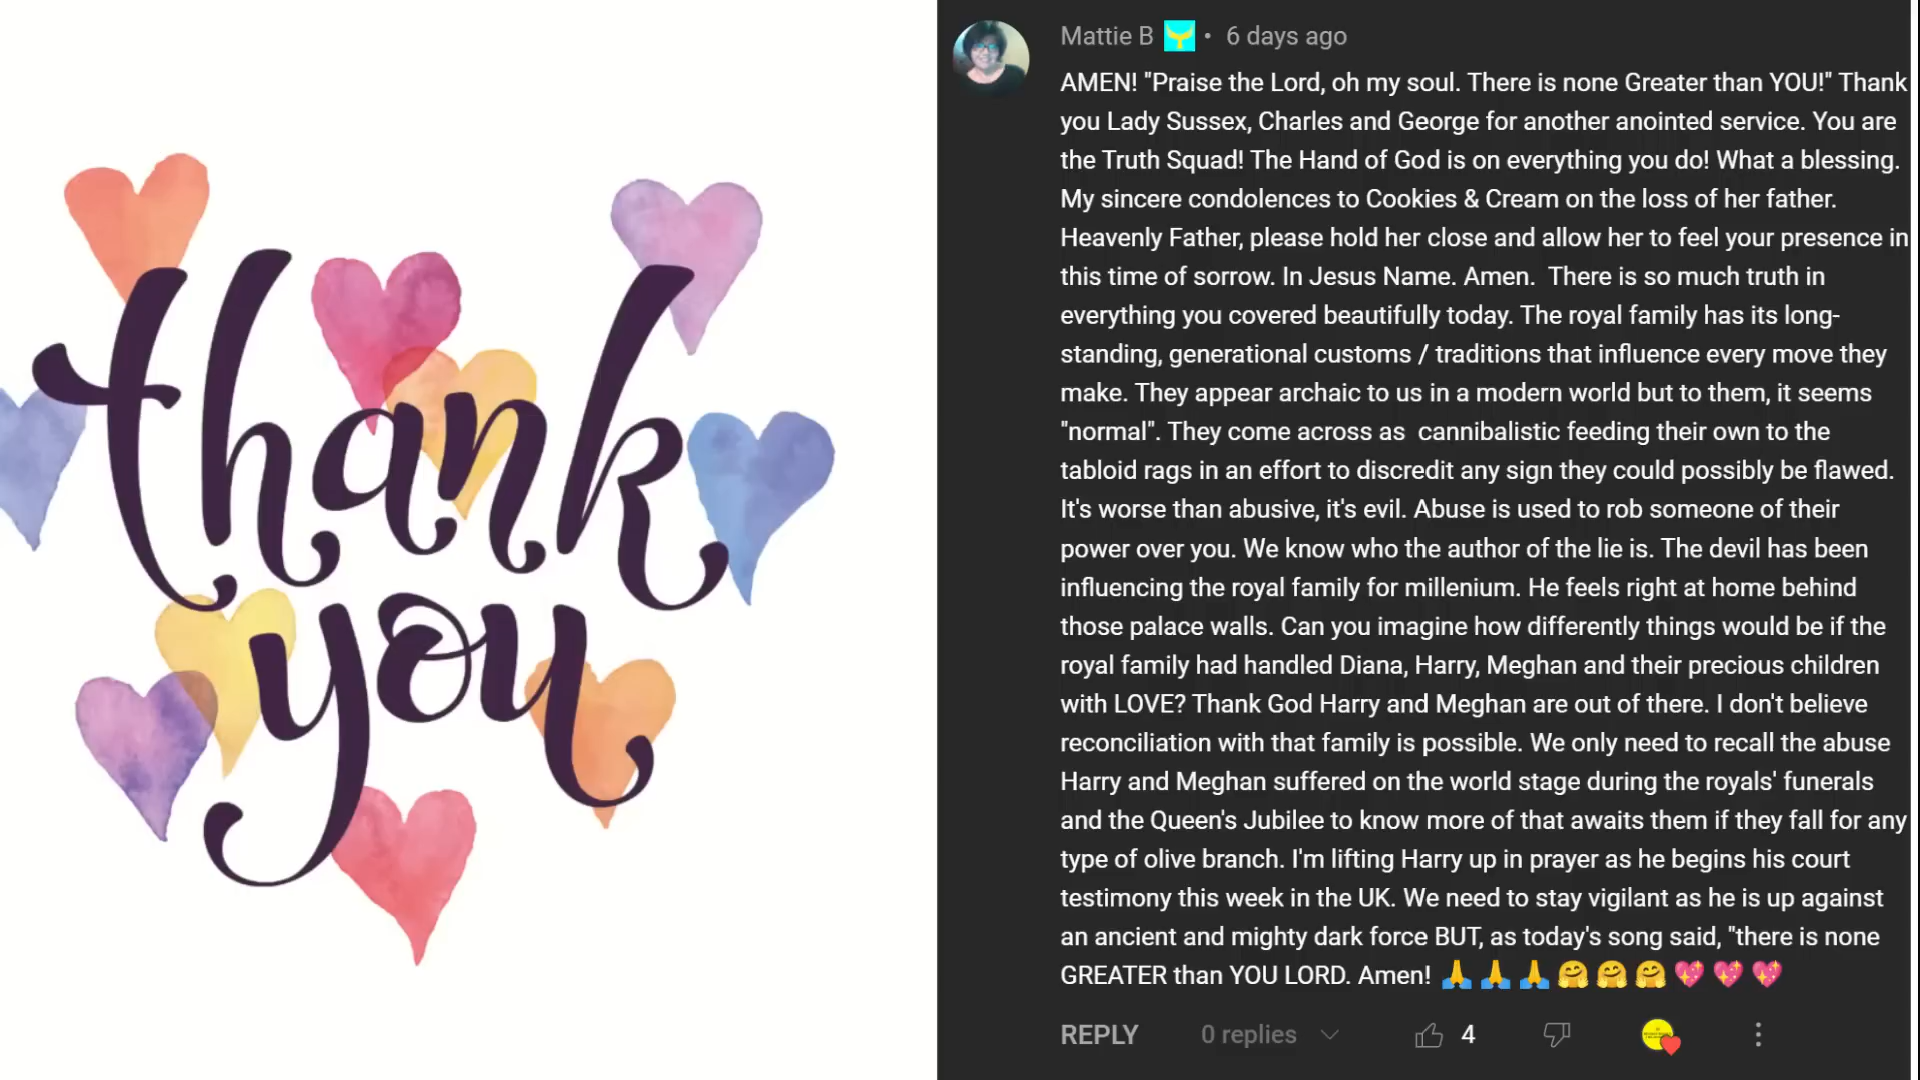 thank
you
Mattie B • 6 days ago
AMEN! "Praise the Lord, oh my soul. There is none Greater than YOU!" Thank
you Lady Sussex, Charles and George for another anointed service. You are
the Truth Squad! The Hand of God is on everything you do! What a blessing.
My sincere condolences to Cookies & Cream on the loss of her father.
Heavenly Father, please hold her close and allow her to feel your presence in
this time of sorrow. In Jesus Name. Amen.  There is so much truth in
everything you covered beautifully today. The royal family has its long-
standing, generational customs / traditions that influence every move they
make. They appear archaic to us in a modern world but to them, it seems
"normal". They come across as  cannibalistic feeding their own to the
tabloid rags in an effort to discredit any sign they could possibly be flawed.
It's worse than abusive, it's evil. Abuse is used to rob someone of their
power over you. We know who the author of the lie is. The devil has been
influencing the royal family for millenium. He feels right at home behind
those palace walls. Can you imagine how differently things would be if the
royal family had handled Diana, Harry, Meghan and their precious children
with LOVE? Thank God Harry and Meghan are out of there. I don't believe
reconciliation with that family is possible. We only need to recall the abuse
Harry and Meghan suffered on the world stage during the royals' funerals
and the Queen's Jubilee to know more of that awaits them if they fall for any
type of olive branch. I'm lifting Harry up in prayer as he begins his court
testimony this week in the UK. We need to stay vigilant as he is up against
an ancient and mighty dark force BUT, as today's song said, "there is none
GREATER than YOU LORD. Amen! 🙏🙏🙏🤗🤗🤗💖💖💖
REPLY 0 replies 4